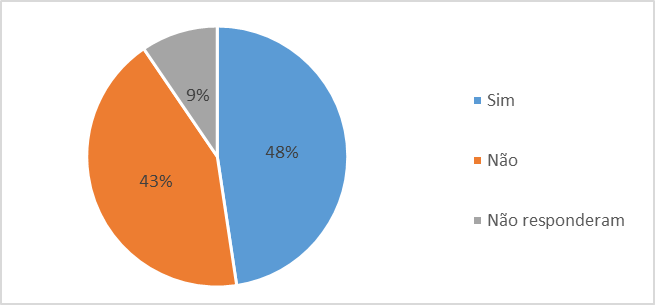 9%
48%
43%
Sim
Não
Não responderam